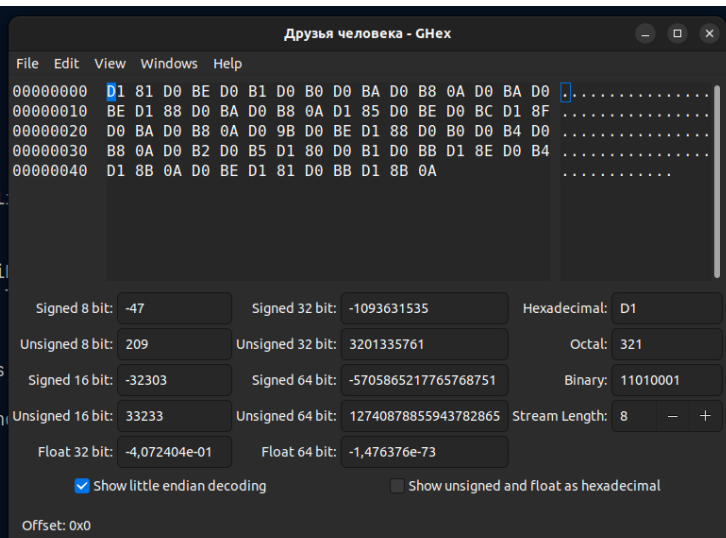 Друзья человека - GHex
File Edit View Windows Help
00000000 D1 81 D0 BE D0 B1 D0 B0 D0 BA D0 B8 0A D0 BA D0 ................
00000010 BE D1 88 D0 BA D0 B8 0A D1 85 D0 BE D0 BC D1 8F ................
00000020 D0 BA D0 B8 0A D0 9B D0 BE D1 88 D0 B0 D0 B4 D0 ................
00000030 B8 0A D0 B2 D0 B5 D1 80 D0 B1 D0 BB D1 8E D0 B4 ................
00000040 D1 8B 0A D0 BE D1 81 D0 BB D1 8B 0A ............
Signed 8 bit: -47 Signed 32 bit: -1093631535 Hexadecimal: D1
Unsigned 8 bit: 209 Unsigned 32 bit: 3201335761 Octal: 321
Signed 16 bit: -32303 Signed 64 bit: -5705865217765768751 Binary: 11010001
Unsigned 16 bit: 33233 Unsigned 64 bit: 12740878855943782865 Stream Length: 8 — +
Float 32 bit: -4,072404e-01 Float 64 bit: -1,476376e-73
Show little endian decoding Show unsigned and float as hexadecimal
Offset: 0x0